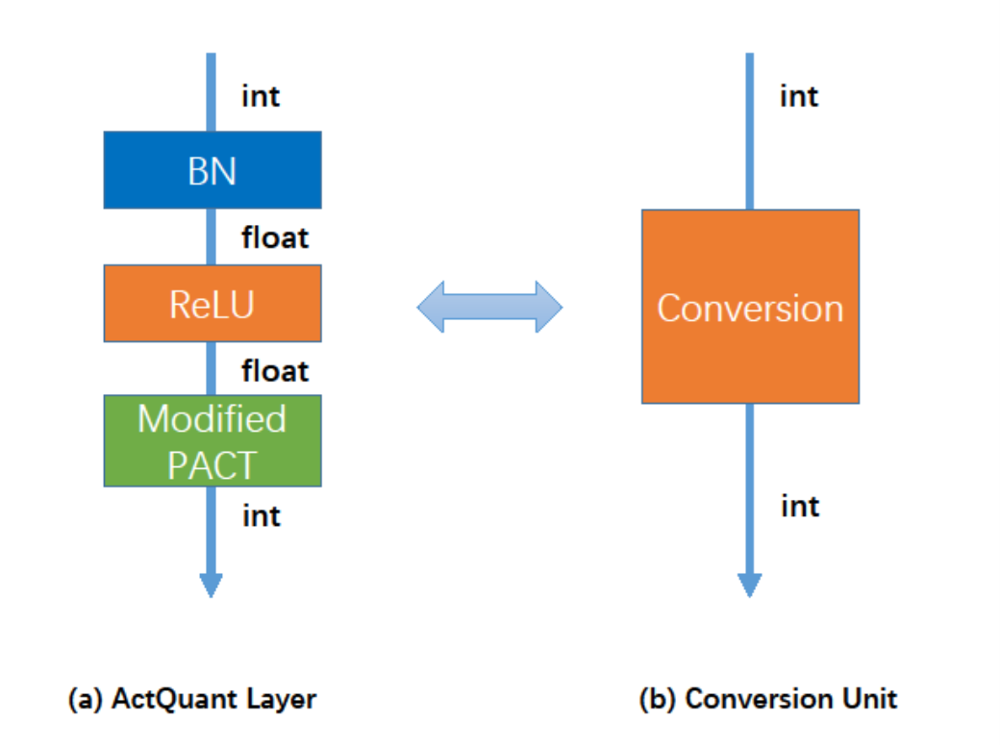 int
BN
float
ReLU
float
Modified
PACT
int
(a) ActQuant Layer
int
Conversion
int
(b) Conversion Unit